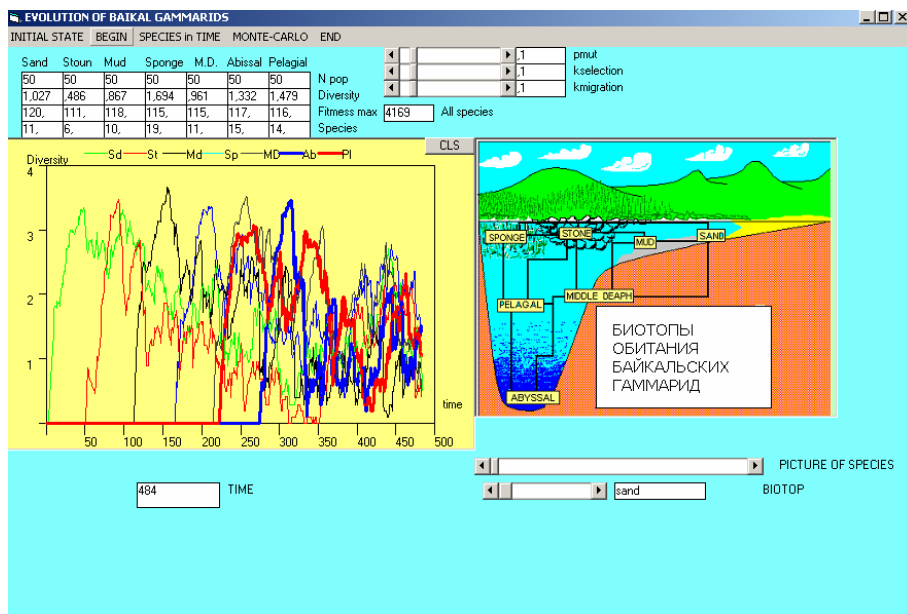 EVOLUTION OF BAIKAL GAMMARIDS
INITIAL STATE BEGIN SPECIES in TIME MONTE-CARLO END
Sand Stoun Mud Sponge M.D. Abissal Pelagial
50 50 50 50 50 50 50 N pop
1,027 ,486 ,867 1,694 ,961 1,332 1,479 Diversity
120, 111, 118, 115, 115, 117, 116, Fitness max
11, 6, 10, 19, 11, 15, 14, Species
,1 pmut
,1 kselection
,1 kmigration
4169 All species
CLS
Diversity
Sd St Md Sp MD Ab Pl
4
3
2
1
time
50 100 150 200 250 300 350 400 450 500
SPONGE STONE MUD SAND
PELAGAL MIDDLE DEAPH
ABYSSAL
БИОТОПЫ
ОБИТАНИЯ
БАЙКАЛЬСКИХ
ГАММАРИД
PICTURE OF SPECIES
484 TIME
sand BIOTOP